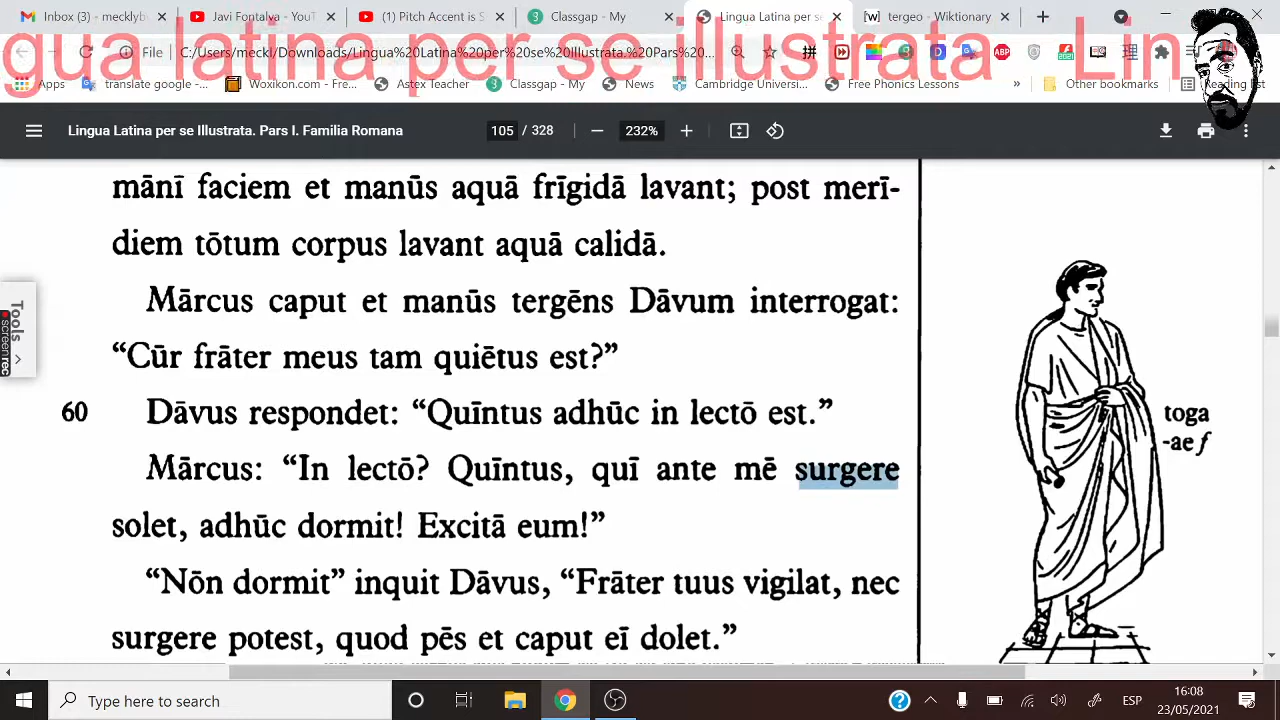 Inbox (3) - mecklyb
Javi Fontalva - YouT
(1) Pitch Accent is S
Classgap - My
Lingua Latina per se
tergeo - Wiktionary
gua latina per se Illustrata Lin
File
C:/Users/meckl/Downloads/Lingua%20Latina%20per%20se%20Illustrata.%20Pars%20I...
Apps
translate google -...
Woxikon.com - Fre...
Aster Teacher
Classgap - My
News
Cambridge Univers...
Free Phonics Lessons
»
Other bookmarks
Reading list
Lingua Latina per se Illustrata. Pars I. Familia Romana
105 / 328
232%
mānī faciem et manūs aquā frīgidā lavant; post merī-
diem tōtum corpus lavant aquā calidā.
Mārcus caput et manūs tergēns Dāvum interrogat:
“Cūr frāter meus tam quiētus est?”
60 Dāvus respondet: “Quīntus adhūc in lectō est.”
Mārcus: “In lectō? Quīntus, quī ante mē surgere
solet, adhūc dormit! Excitā eum!”
“Nōn dormit” inquit Dāvus, “Frāter tuus vigilat, nec
surgere potest, quod pēs et caput eī dolet.”
toga
-ae f
Tools
screenrec
Type here to search
ESP
16:08
23/05/2021